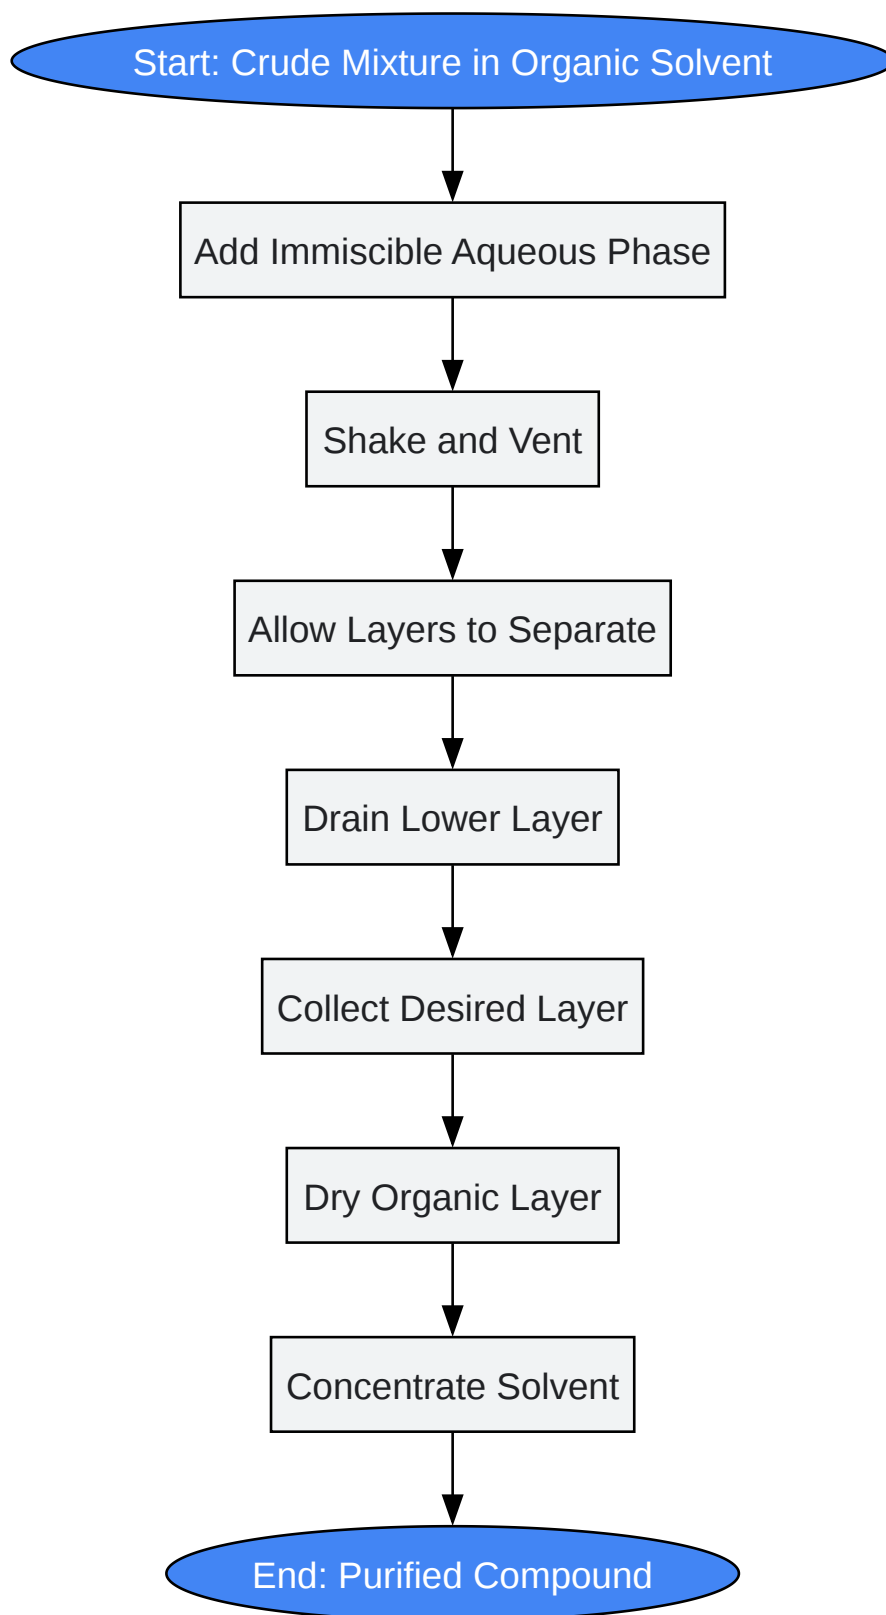 Start: Crude Mixture in Organic Solvent
Add Immiscible Aqueous Phase
Shake and Vent
Allow Layers to Separate
Drain Lower Layer
Collect Desired Layer
Dry Organic Layer
Concentrate Solvent
End: Purified Compound